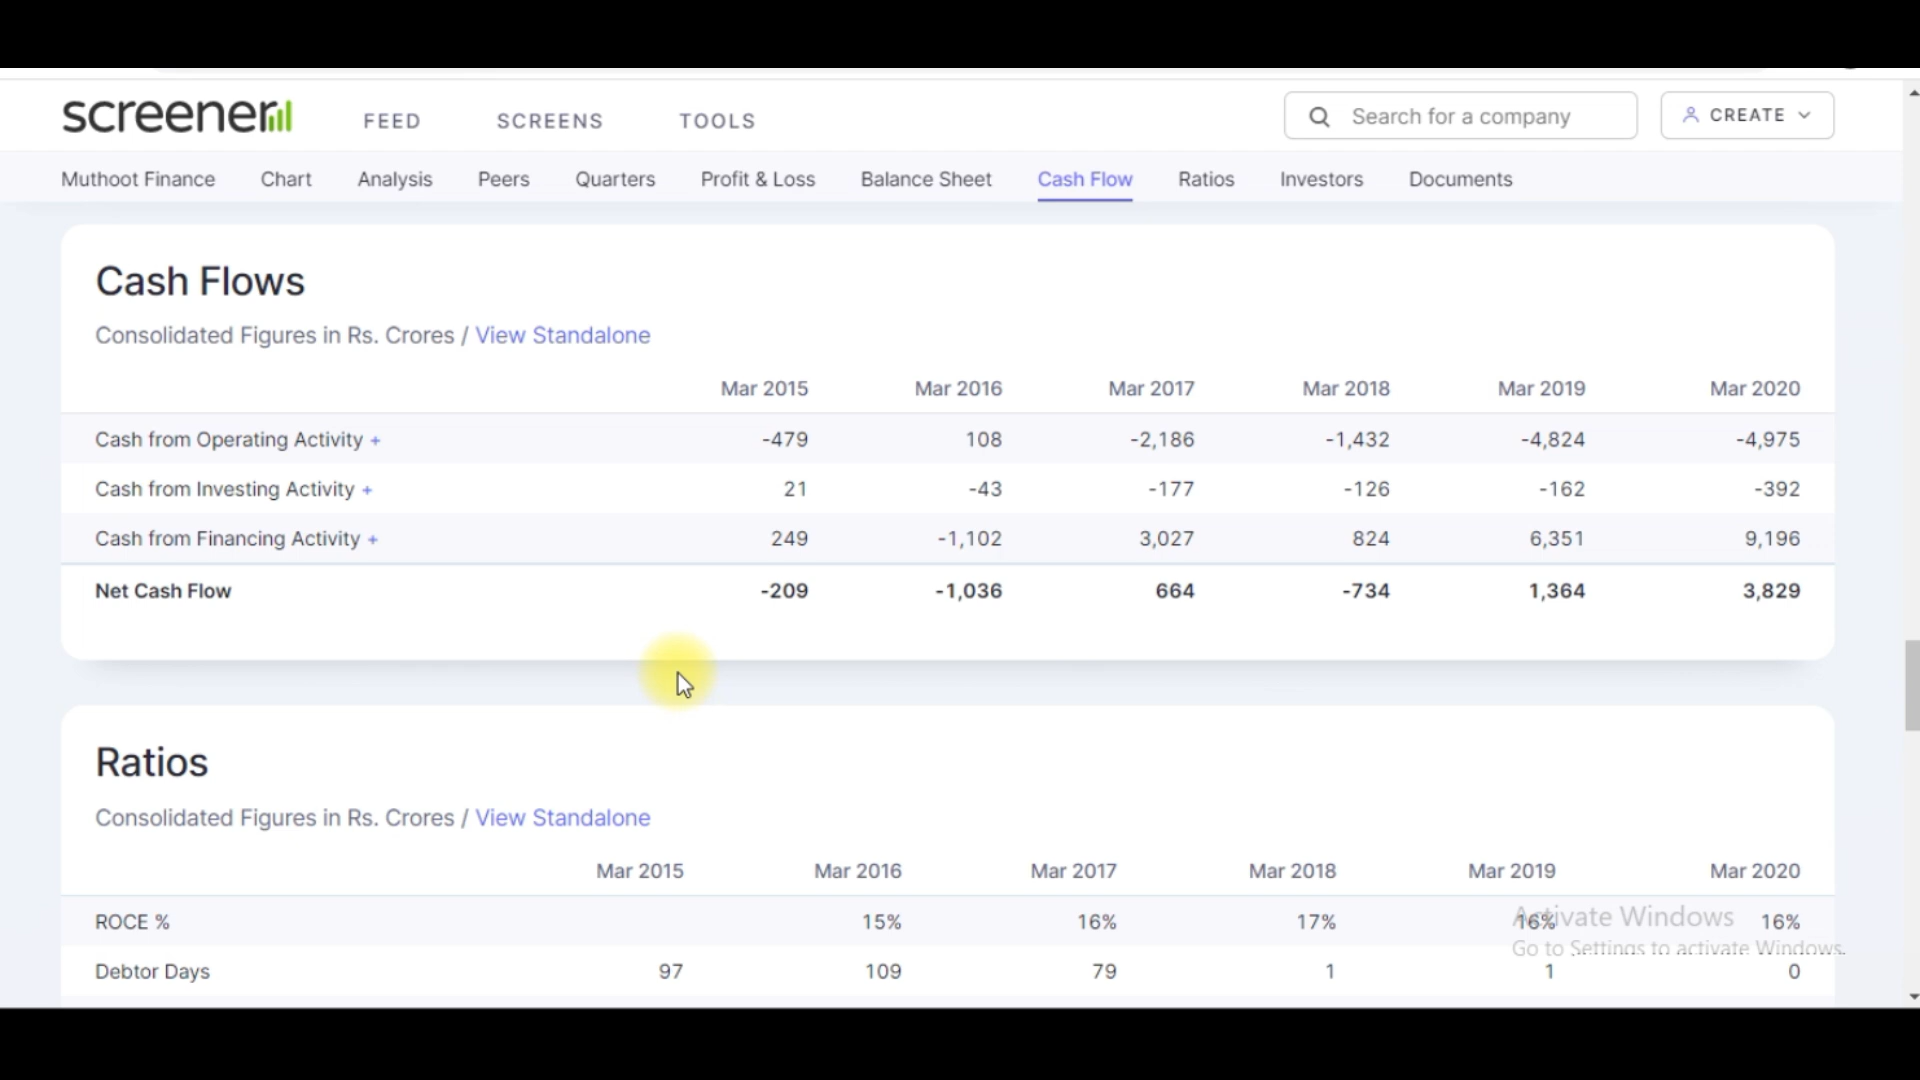 screener
FEED SCREENS TOOLS Search for a company CREATE
Muthoot Finance Chart Analysis Peers Quarters Profit & Loss Balance Sheet Cash Flow Ratios Investors Documents
Cash Flows
Consolidated Figures in Rs. Crores / View Standalone
Mar 2015 Mar 2016 Mar 2017 Mar 2018 Mar 2019 Mar 2020
Cash from Operating Activity + -479 108 -2,186 -1,432 -4,824 -4,975
Cash from Investing Activity + 21 -43 -177 -126 -162 -392
Cash from Financing Activity + 249 -1,102 3,027 824 6,351 9,196
Net Cash Flow -209 -1,036 664 -734 1,364 3,829
Ratios
Consolidated Figures in Rs. Crores / View Standalone
Mar 2015 Mar 2016 Mar 2017 Mar 2018 Mar 2019 Mar 2020
ROCE % 15% 16% 17% 16% 16%
Activate Windows
Go to Settings to activate Windows.
Debtor Days 97 109 79 1 1 0